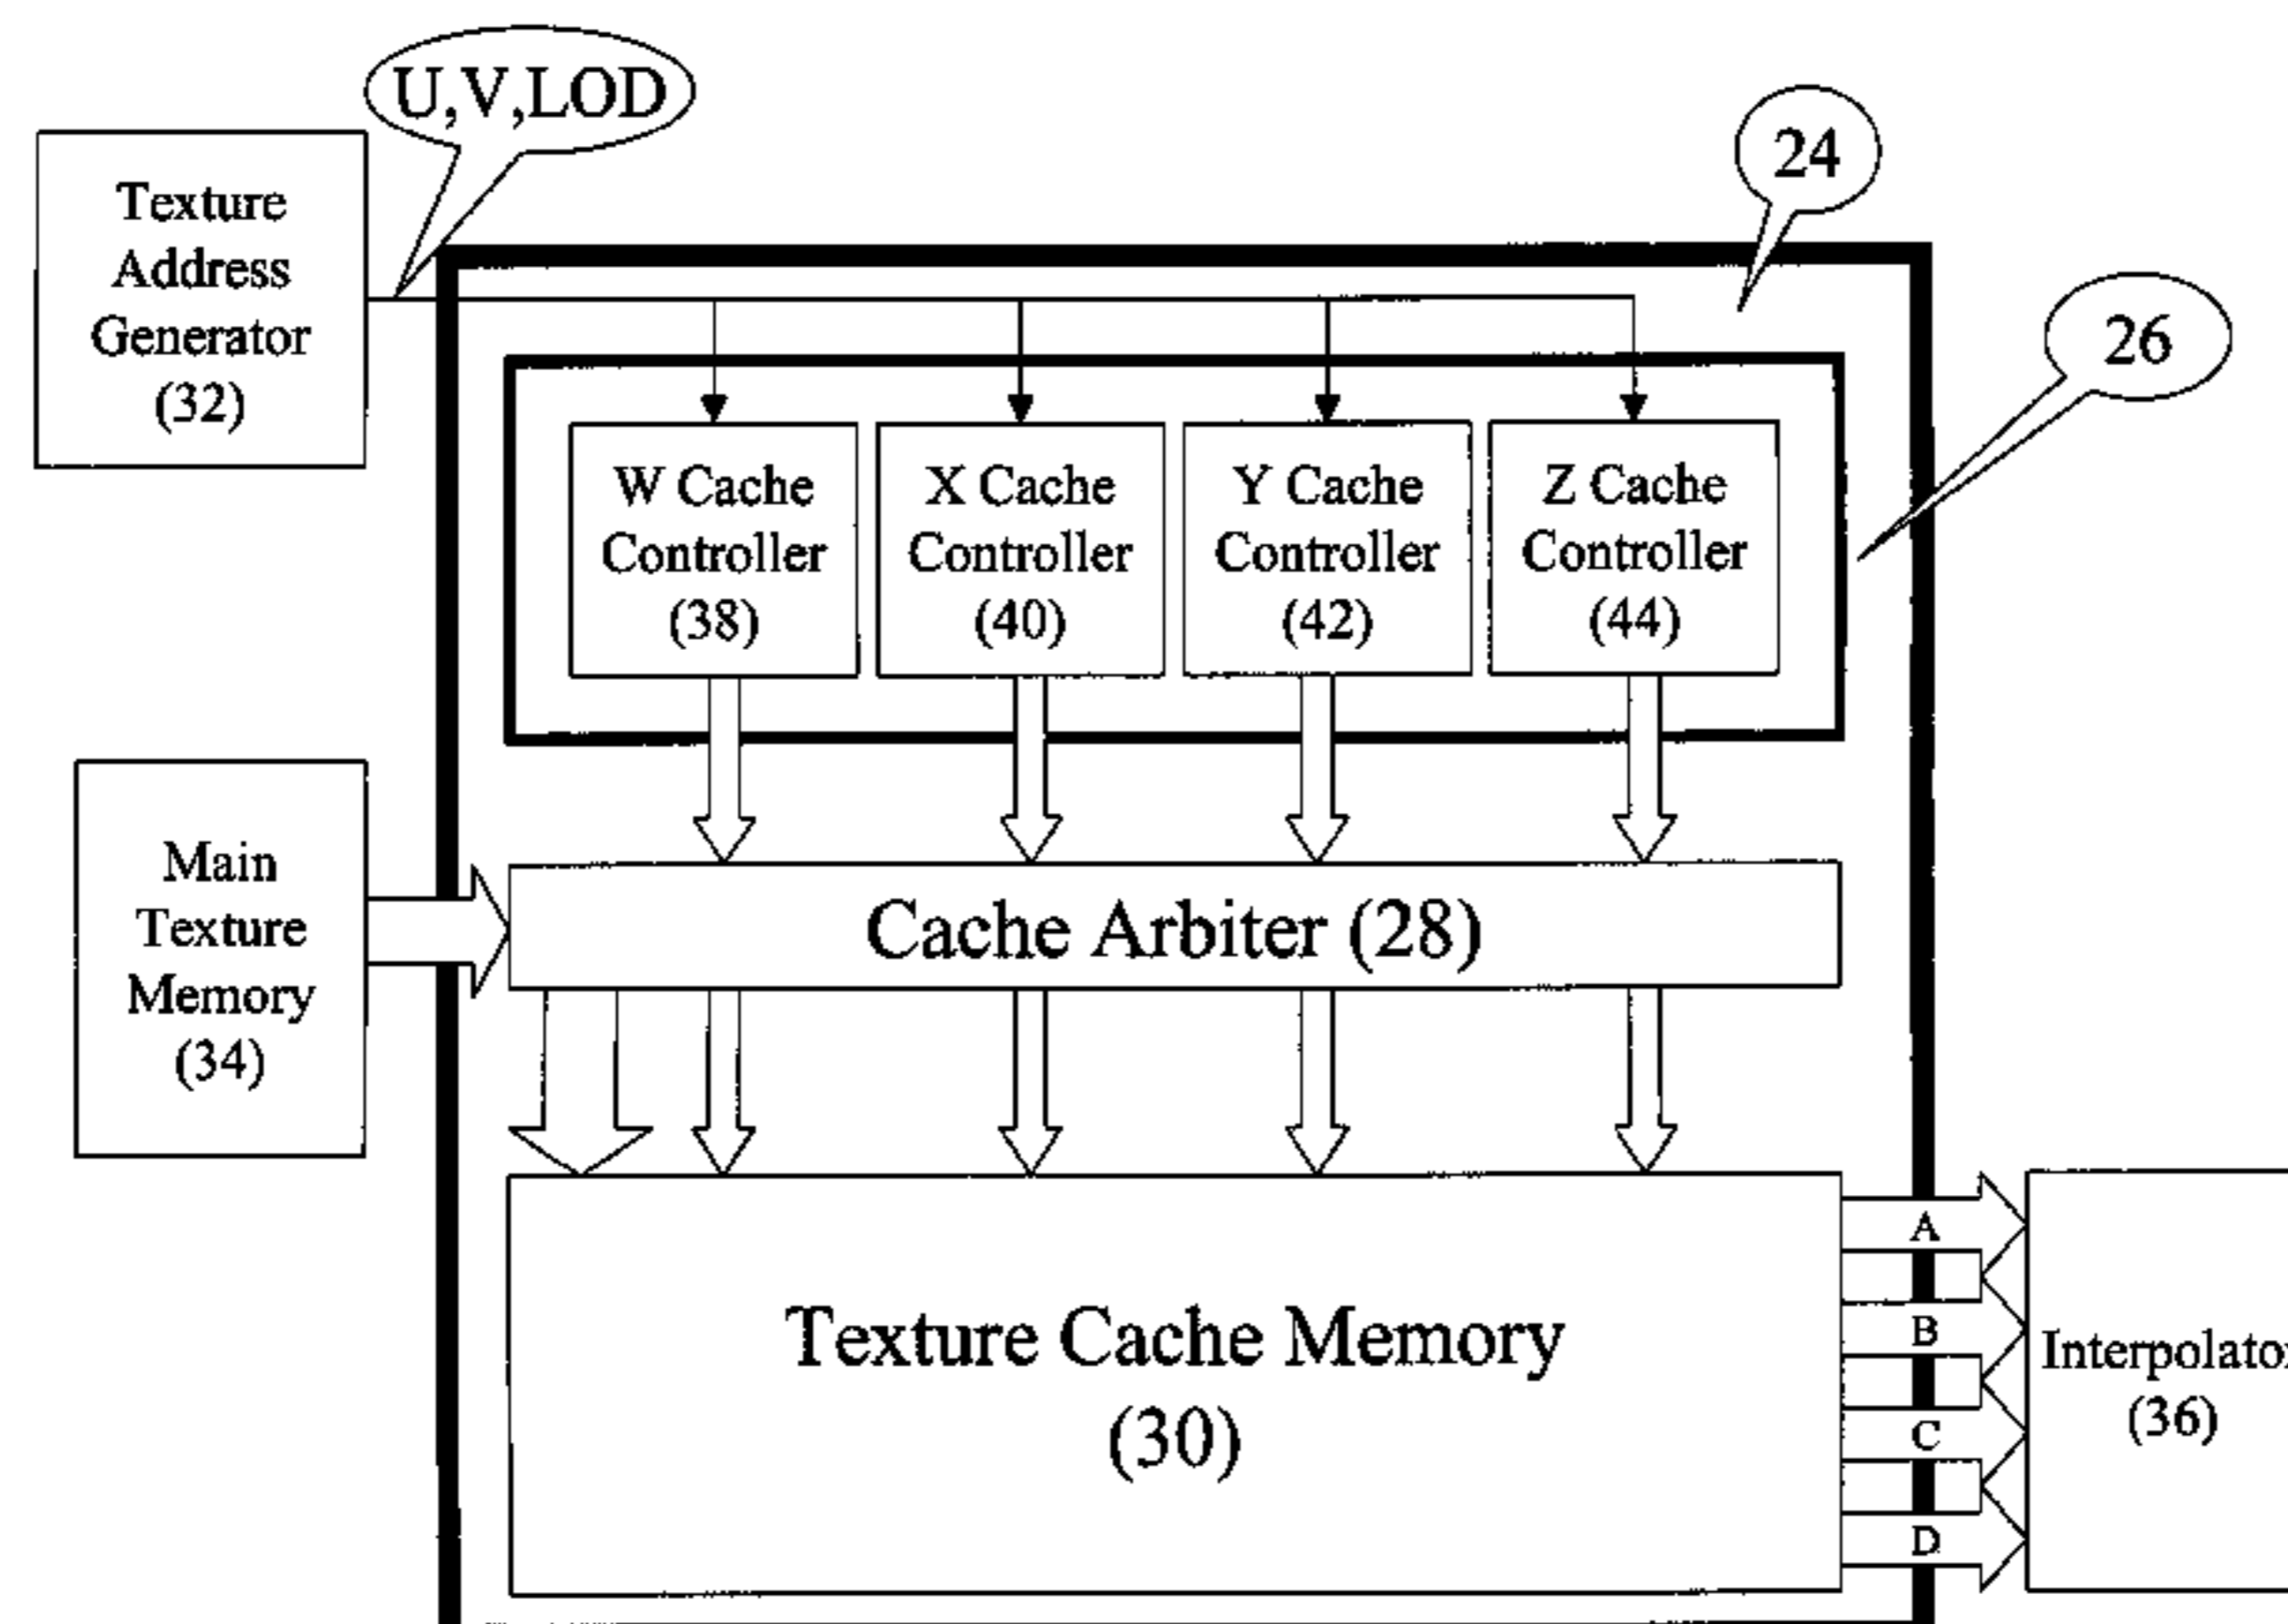 U,V,LOD
24
Texture
Address
Generator
(32)
26
W Cache
Controller
(38)
X Cache
Controller
(40)
Y Cache
Controller
(42)
Z Cache
Controller
(44)
Main
Texture
Memory
(34)
Cache Arbiter (28)
Texture Cache Memory
(30)
A
B
C
D
Interpolator
(36)